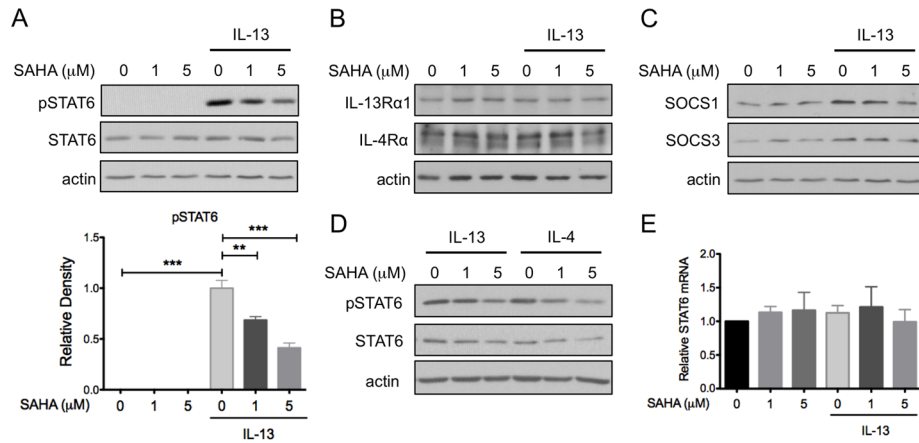 A
IL-13
SAHA (μM) 0 1 5 0 1 5
pSTAT6
STAT6
actin
pSTAT6
Relative Density
1.5
1.0
0.5
0.0
***
***
**
SAHA (μM) 0 1 5 0 1 5
IL-13
B
IL-13
SAHA (μM) 0 1 5 0 1 5
IL-13Rα1
IL-4Rα
actin
C
IL-13
SAHA (μM) 0 1 5 0 1 5
SOCS1
SOCS3
actin
D
IL-13 IL-4
SAHA (μM) 0 1 5 0 1 5
pSTAT6
STAT6
actin
E
Relative STAT6 mRNA
2.0
1.5
1.0
0.5
0.0
SAHA (μM) 0 1 5 0 1 5
IL-13